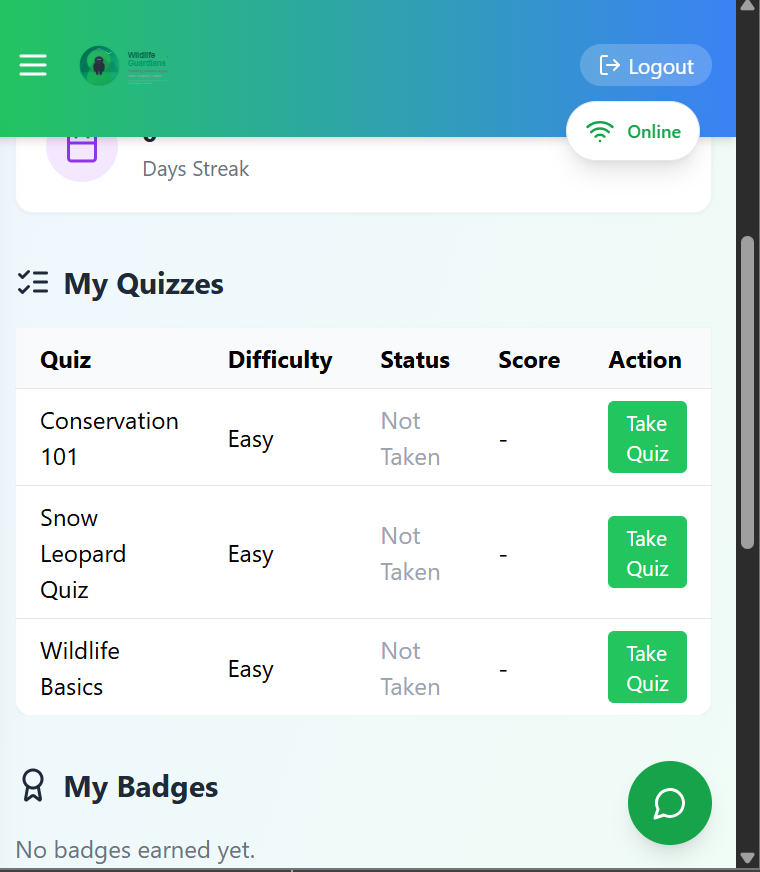 Wildlife
Guardians
Logout
Online
Days Streak
My Quizzes
Quiz Difficulty Status Score Action
Conservation
101
Easy
Not
Taken
-
Take
Quiz
Snow
Leopard
Quiz
Easy
Not
Taken
-
Take
Quiz
Wildlife
Basics
Easy
Not
Taken
-
Take
Quiz
My Badges
No badges earned yet.